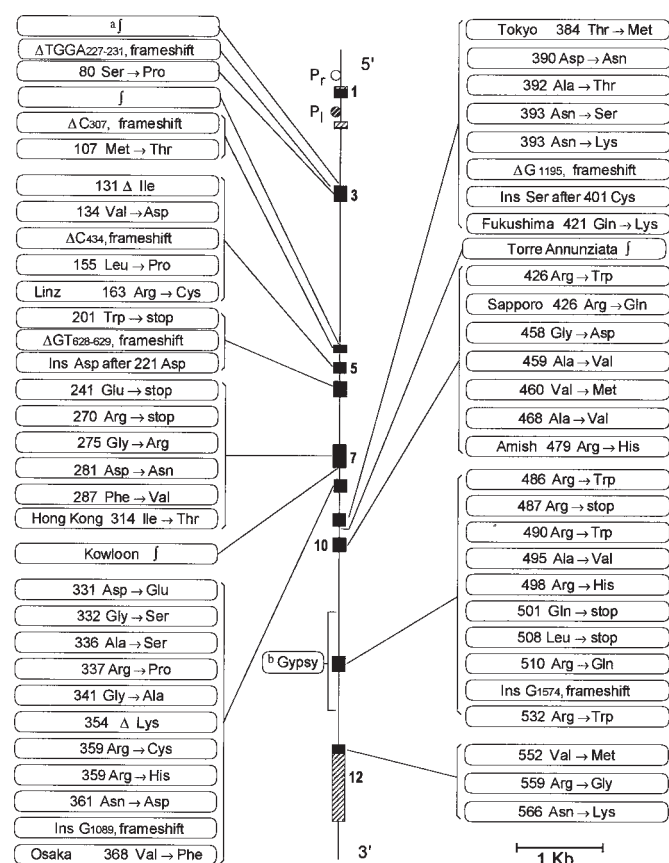 a ∫
ΔTGGA227-231, frameshift
80 Ser → Pro
∫
ΔC307, frameshift
107 Met → Thr
131 Δ Ile
134 Val → Asp
ΔC434, frameshift
155 Leu → Pro
Linz 163 Arg → Cys
201 Trp → stop
ΔGT628-629, frameshift
Ins Asp after 221 Asp
241 Glu → stop
270 Arg → stop
275 Gly → Arg
281 Asp → Asn
287 Phe → Val
Hong Kong 314 Ile → Thr
Kowloon ∫
331 Asp → Glu
332 Gly → Ser
336 Ala → Ser
337 Arg → Pro
341 Gly → Ala
354 Δ Lys
359 Arg → Cys
359 Arg → His
361 Asn → Asp
Ins G1089, frameshift
Osaka 368 Val → Phe
5'
Pr
1
Pl
3
5
7
10
b Gypsy
12
3'
Tokyo 384 Thr → Met
390 Asp → Asn
392 Ala → Thr
393 Asn → Ser
393 Asn → Lys
ΔG 1195, frameshift
Ins Ser after 401 Cys
Fukushima 421 Gln → Lys
Torre Annunziata ∫
426 Arg → Trp
Sapporo 426 Arg → Gln
458 Gly → Asp
459 Ala → Val
460 Val → Met
468 Ala → Val
Amish 479 Arg → His
486 Arg → Trp
487 Arg → stop
490 Arg → Trp
495 Ala → Val
498 Arg → His
501 Gln → stop
508 Leu → stop
510 Arg → Gln
Ins G1574, frameshift
532 Arg → Trp
552 Val → Met
559 Arg → Gly
566 Asn → Lys
1 Kb